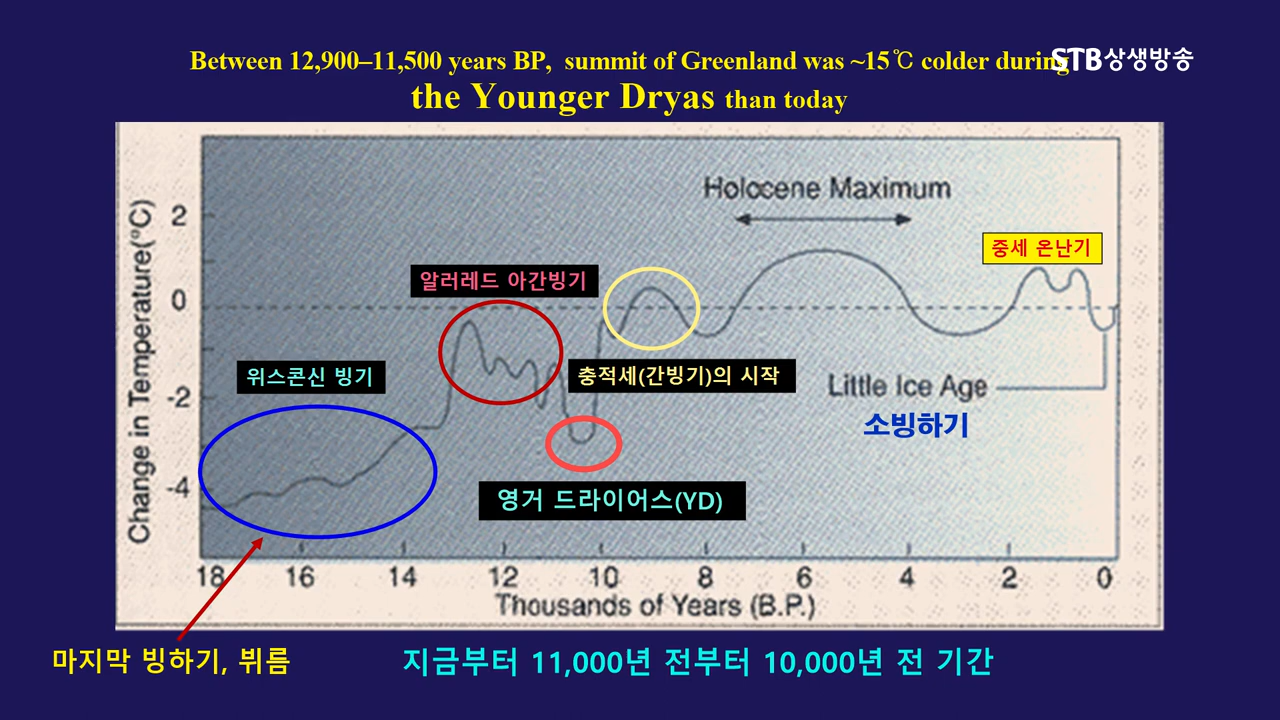 Between 12,900–11,500 years BP, summit of Greenland was ~15℃ colder during
STB상생방송
the Younger Dryas than today
Holocene Maximum
Change in Temperature(°C)
2
0
-2
-4
중세 온난기
알러레드 아간빙기
위스콘신 빙기
충적세(간빙기)의 시작
Little Ice Age
소빙하기
영거 드라이어스(YD)
18 16 14 12 10 8 6 4 2 0
Thousands of Years (B.P.)
마지막 빙하기, 뷔름
지금부터 11,000년 전부터 10,000년 전 기간